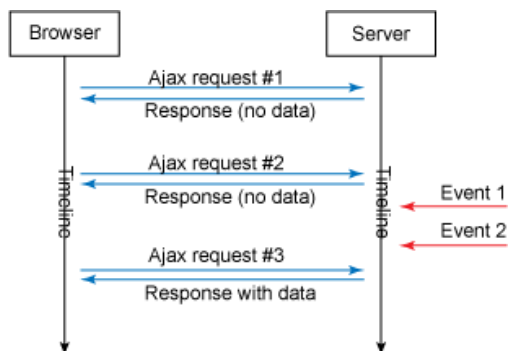 Browser
Server
Ajax request #1
Response (no data)
Ajax request #2
Response (no data)
Timeline
Timeline
Event 1
Event 2
Ajax request #3
Response with data